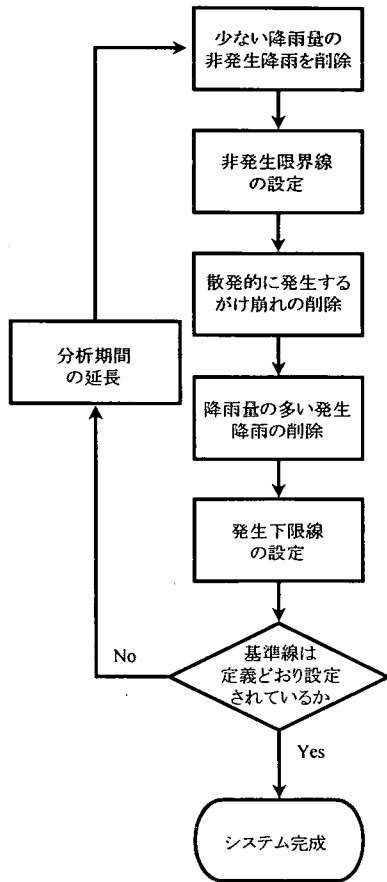 少ない降雨量の
非発生降雨を削除
非発生限界線
の設定
散発的に発生する
がけ崩れの削除
分析期間
の延長
降雨量の多い発生
降雨の削除
発生下限線
の設定
基準線は
定義どおり設定
されているか
No
Yes
システム完成